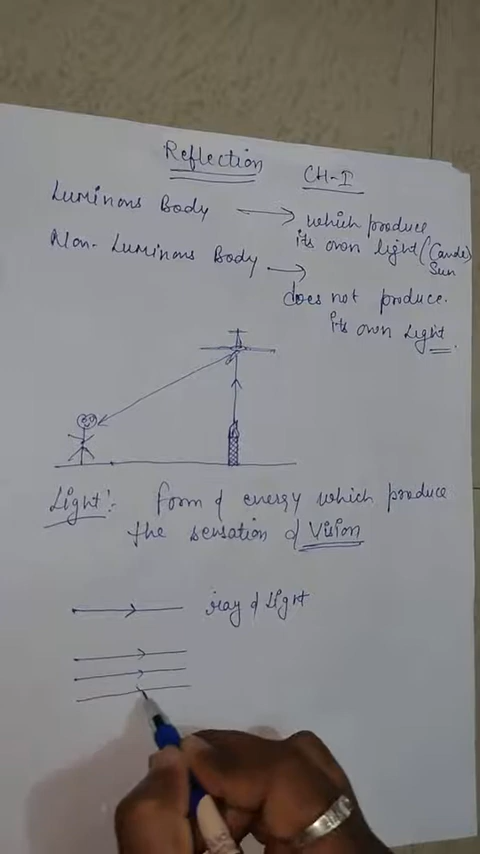 Reflection CH-I
Luminous Body → which produce
its own light (Candle)
Sun
Non-Luminous Body →
does not produce.
its own Light.
Light:- form of energy which produce
the sensation of Vision
ray of Light